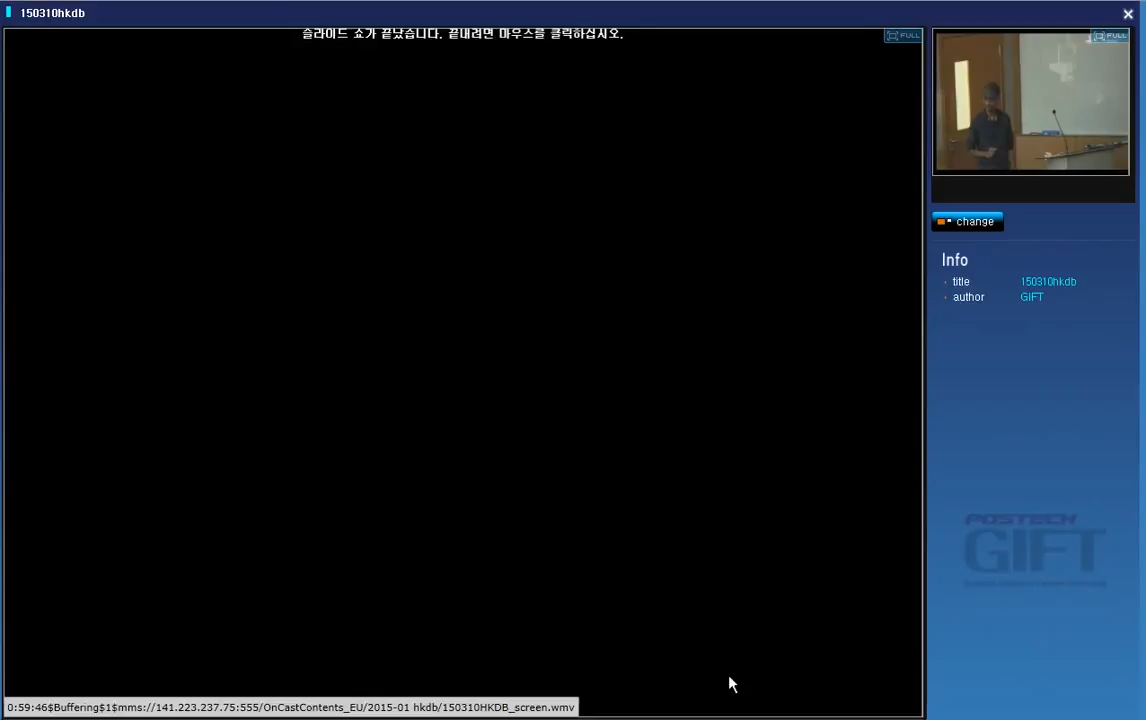 150310hkdb
슬라이드 쇼가 끝났습니다. 끝내려면 마우스를 클릭하십시오.
FULL
FULL
change
Info
title 150310hkdb
author GIFT
POSTECH
GIFT
0:59:46$Buffering$1$mms://141.223.237.75:555/OnCastContents_EU/2015-01 hkdb/150310HKDB_screen.wmv